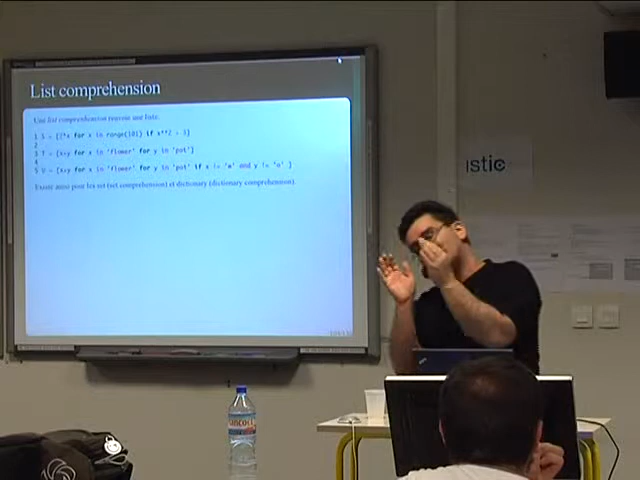 List comprehension
Une list comprehension renvoie une liste.
1 S = [2*x for x in range(101) if x**2 > 3]
2
3 T = [x+y for x in 'flower' for y in 'pot']
4
5 U = [x+y for x in 'flower' for y in 'pot' if x != 'w' and y != 'o' ]
Existe aussi pour les set (set comprehension) et dictionary (dictionary comprehension).
istic